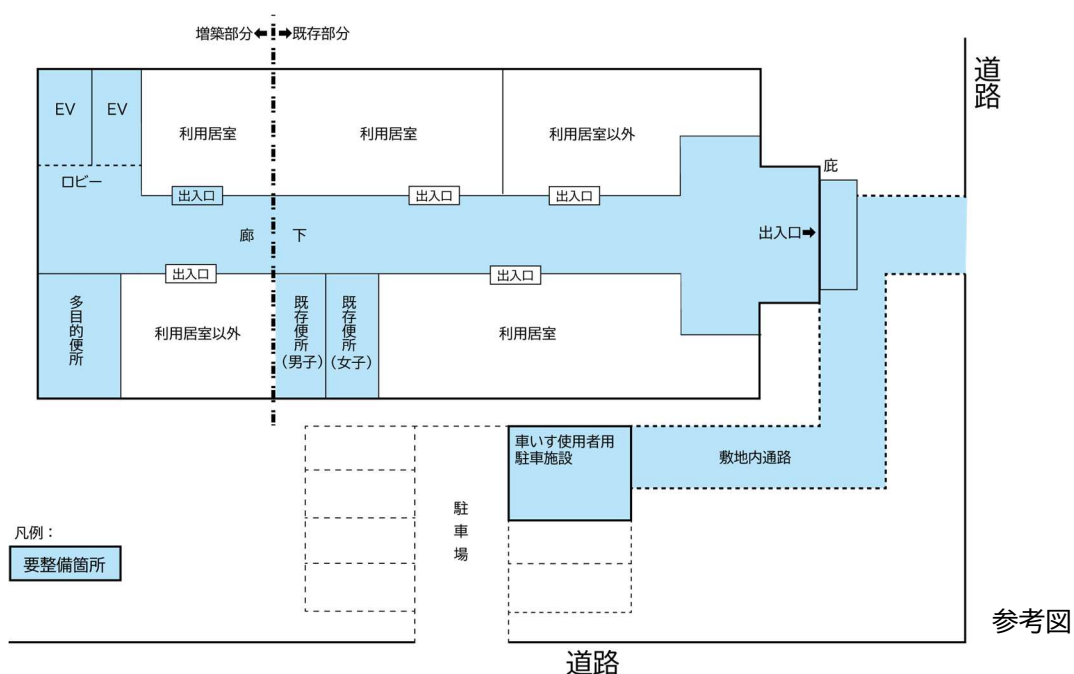 増築部分←→既存部分
道路
EV
EV
利用居室
利用居室
利用居室以外
ロビー
出入口
出入口
出入口
庇
廊下
出入口→
出入口
出入口
多目的便所
利用居室以外
既存便所(男子)
既存便所(女子)
利用居室
車いす使用者用
駐車施設
敷地内通路
駐車場
凡例：
要整備箇所
参考図
道路